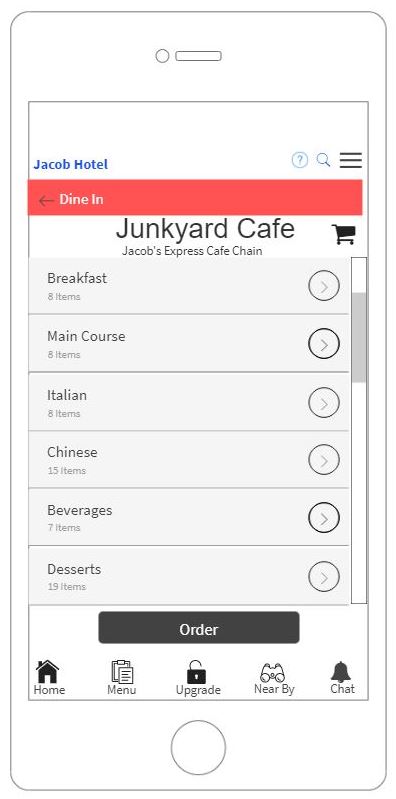 Jacob Hotel
?
Dine In
Junkyard Cafe
Jacob's Express Cafe Chain
Breakfast
8 Items
Main Course
8 Items
Italian
8 Items
Chinese
15 Items
Beverages
7 Items
Desserts
19 Items
Order
Home Menu Upgrade Near By Chat